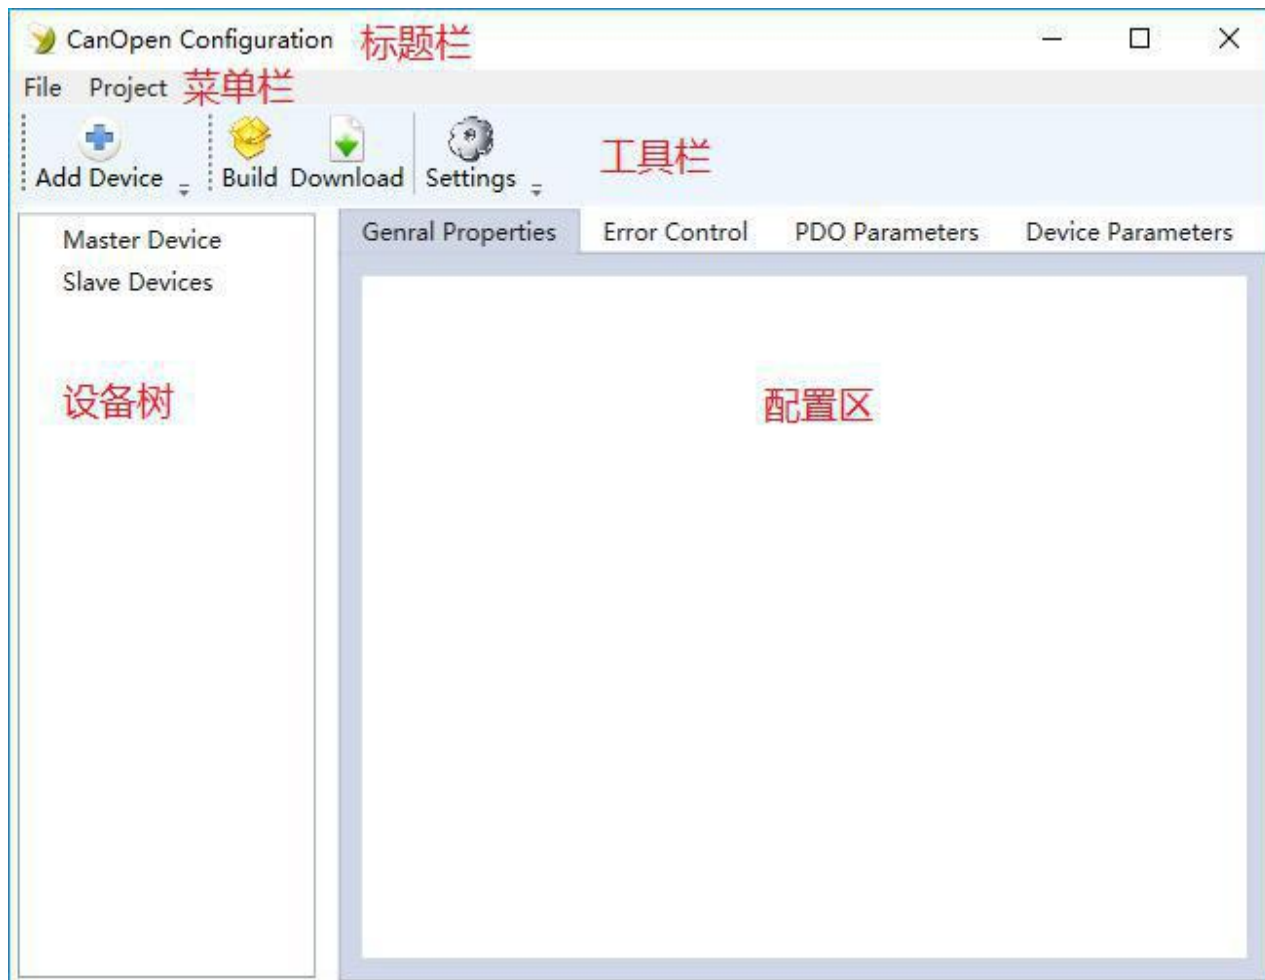 CanOpen Configuration 标题栏
File Project 菜单栏
Add Device Build Download Settings 工具栏
Master Device
Slave Devices
设备树
Genral Properties Error Control PDO Parameters Device Parameters
配置区